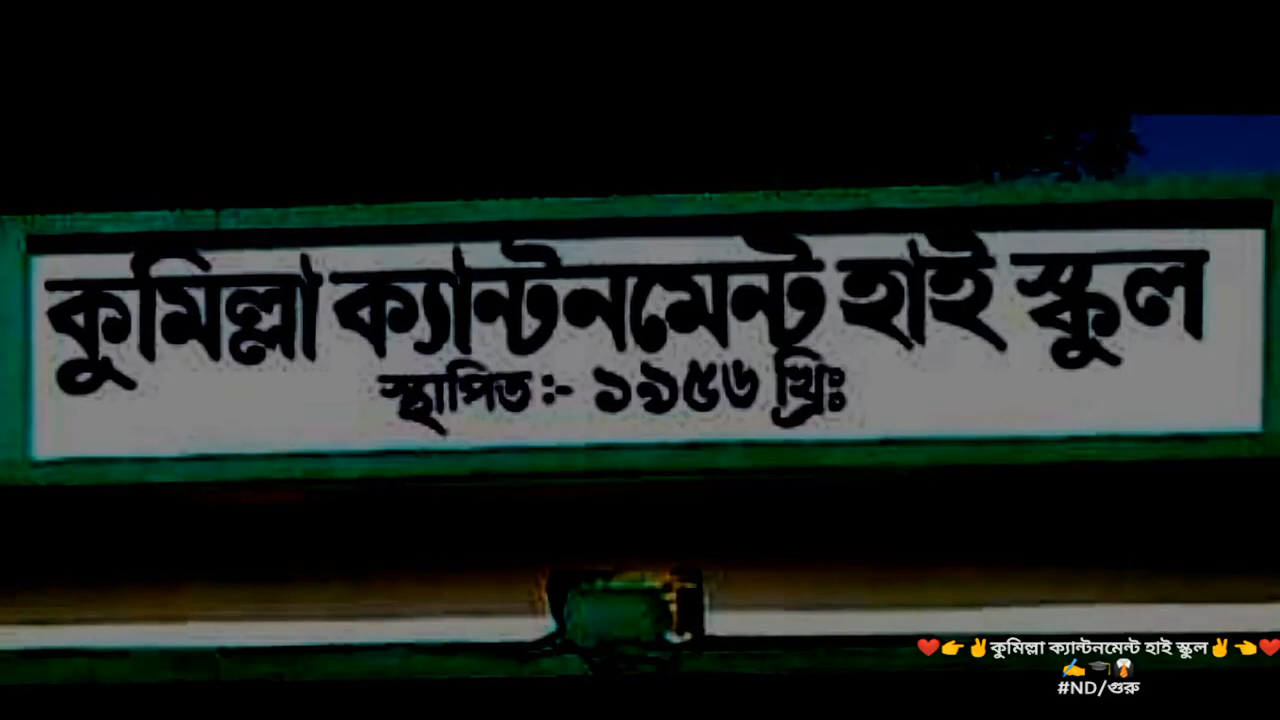 কুমিল্লা ক্যান্টনমেন্ট হাই স্কুল
স্থাপিত :- ১৯৫৬ খ্রিঃ
❤️👉✌️কুমিল্লা ক্যান্টনমেন্ট হাই স্কুল✌️👈❤️
✍️🎓👨‍🎓
#ND/গুরু